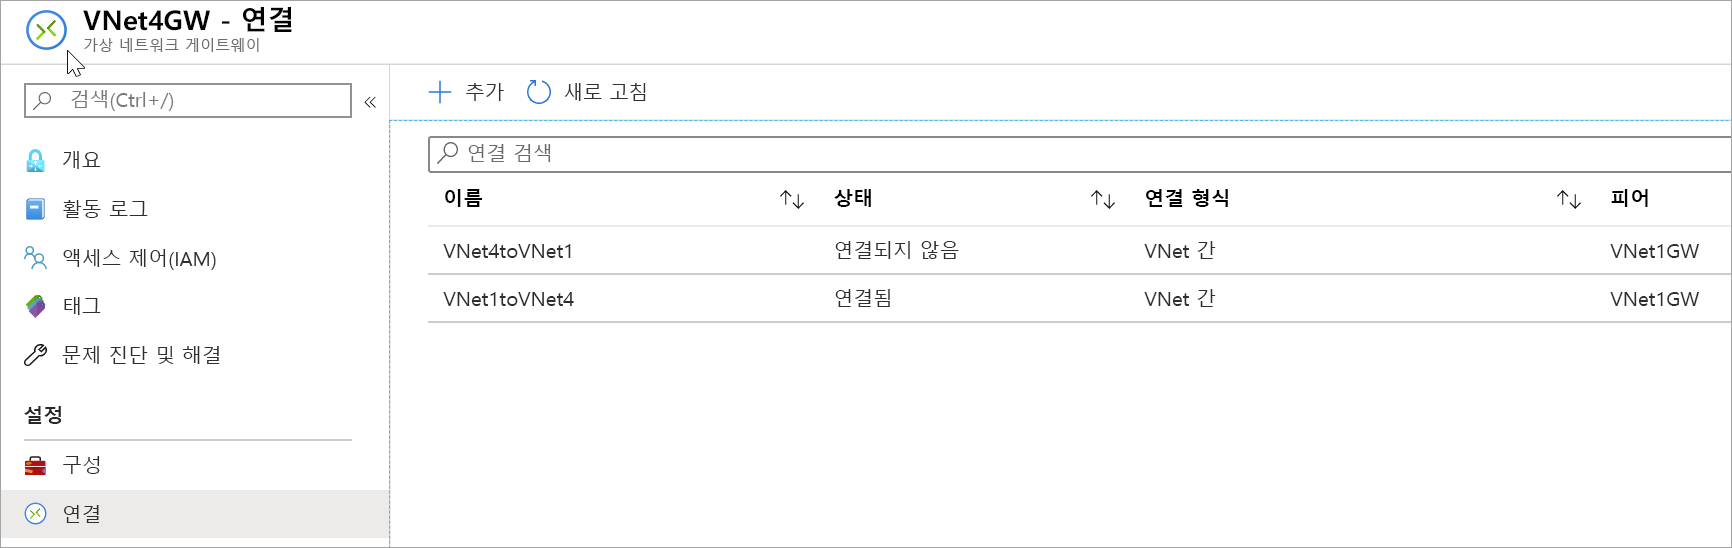 VNet4GW - 연결
가상 네트워크 게이트웨이
검색(Ctrl+/)
«
개요
활동 로그
액세스 제어(IAM)
태그
문제 진단 및 해결
설정
구성
연결
추가 새로 고침
연결 검색
이름 상태 연결 형식 피어
VNet4toVNet1 연결되지 않음 VNet 간 VNet1GW
VNet1toVNet4 연결됨 VNet 간 VNet1GW